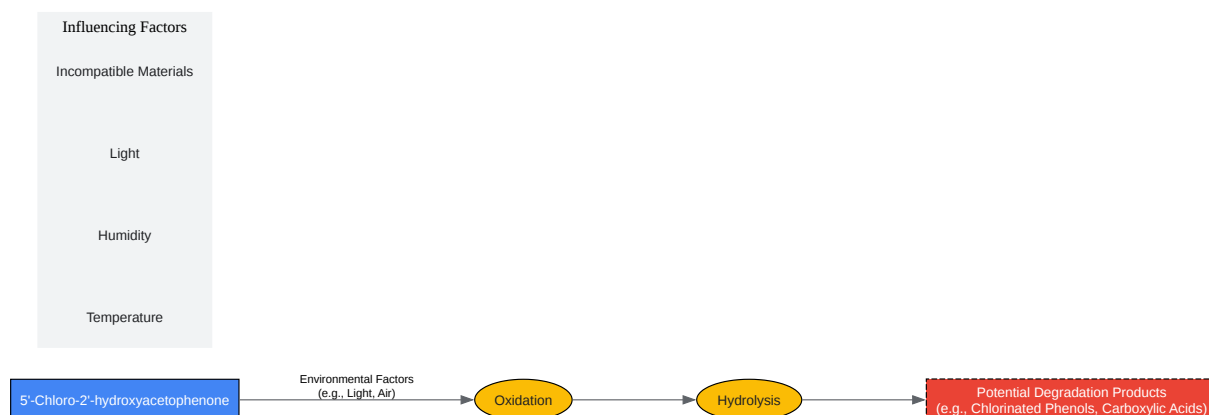 Influencing Factors
Incompatible Materials
Light
Humidity
Temperature
5'-Chloro-2'-hydroxyacetophenone
Environmental Factors
(e.g., Light, Air)
Oxidation
Hydrolysis
Potential Degradation Products
(e.g., Chlorinated Phenols, Carboxylic Acids)